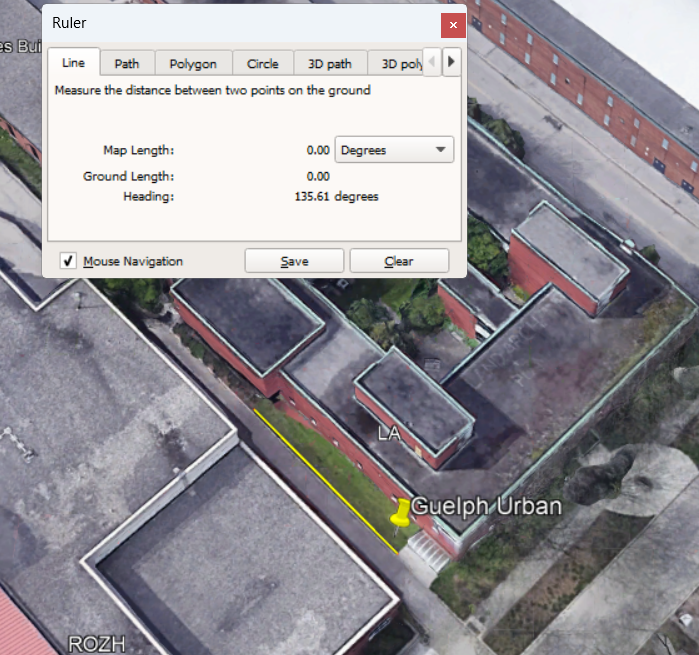 Ruler
es Bui
Line Path Polygon Circle 3D path 3D poly
Measure the distance between two points on the ground
Map Length: 0.00 Degrees
Ground Length: 0.00
Heading: 135.61 degrees
Mouse Navigation Save Clear
LA
Guelph Urban
ROZH